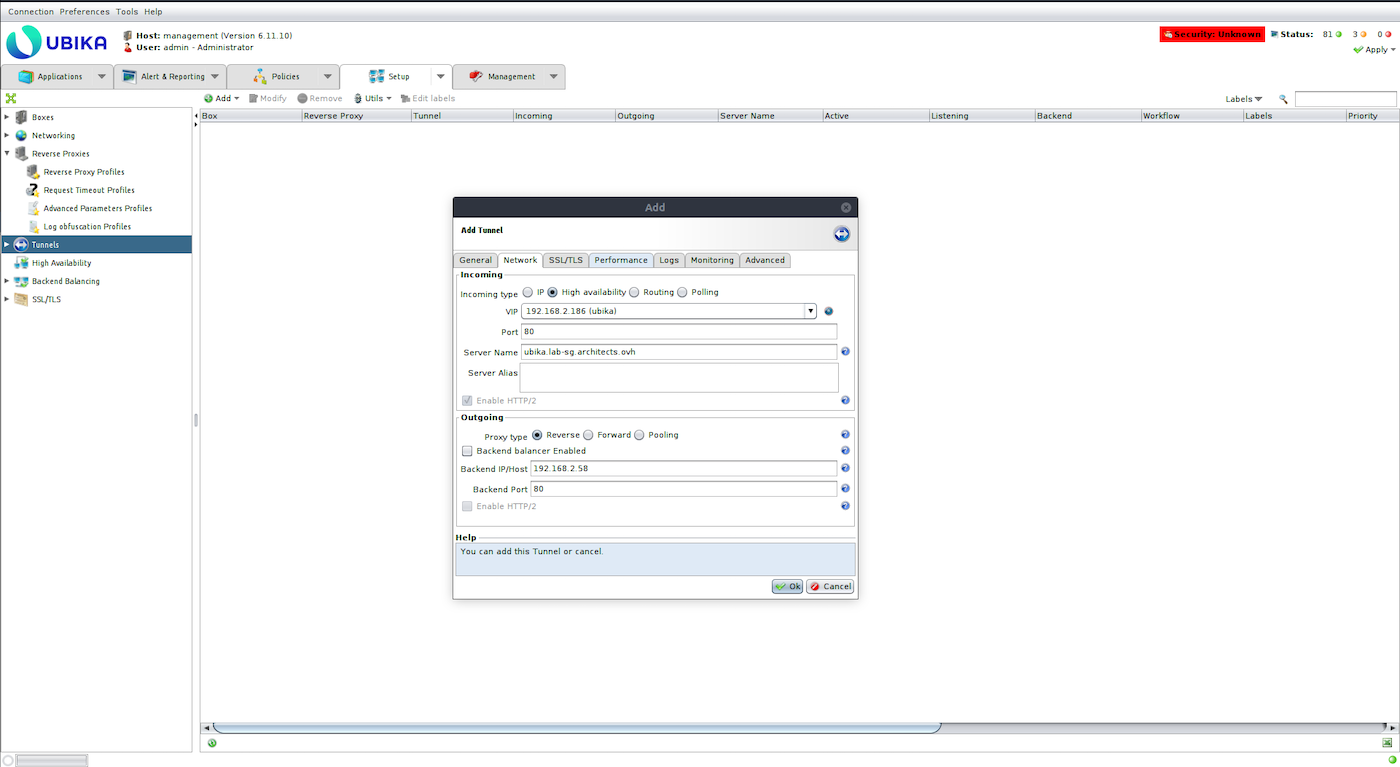 Connection Preferences Tools Help
UBIKA
Host: management (Version 6.11.10)
User: admin - Administrator
Security: Unknown Status: 81 3 0
Apply
Applications Alert & Reporting Policies Setup Management
Add Modify Remove Utils Edit labels Labels
Boxes
Networking
Reverse Proxies
Reverse Proxy Profiles
Request Timeout Profiles
Advanced Parameters Profiles
Log obfuscation Profiles
Tunnels
High Availability
Backend Balancing
SSL/TLS
Box Reverse Proxy Tunnel Incoming Outgoing Server Name Active Listening Backend Workflow Labels Priority
Add
Add Tunnel
General Network SSL/TLS Performance Logs Monitoring Advanced
Incoming
Incoming type IP High availability Routing Polling
VIP 192.168.2.186 (ubika)
Port 80
Server Name ubika.lab-sg.architects.ovh
Server Alias
Enable HTTP/2
Outgoing
Proxy type Reverse Forward Pooling
Backend balancer Enabled
Backend IP/Host 192.168.2.58
Backend Port 80
Enable HTTP/2
Help
You can add this Tunnel or cancel.
Ok Cancel